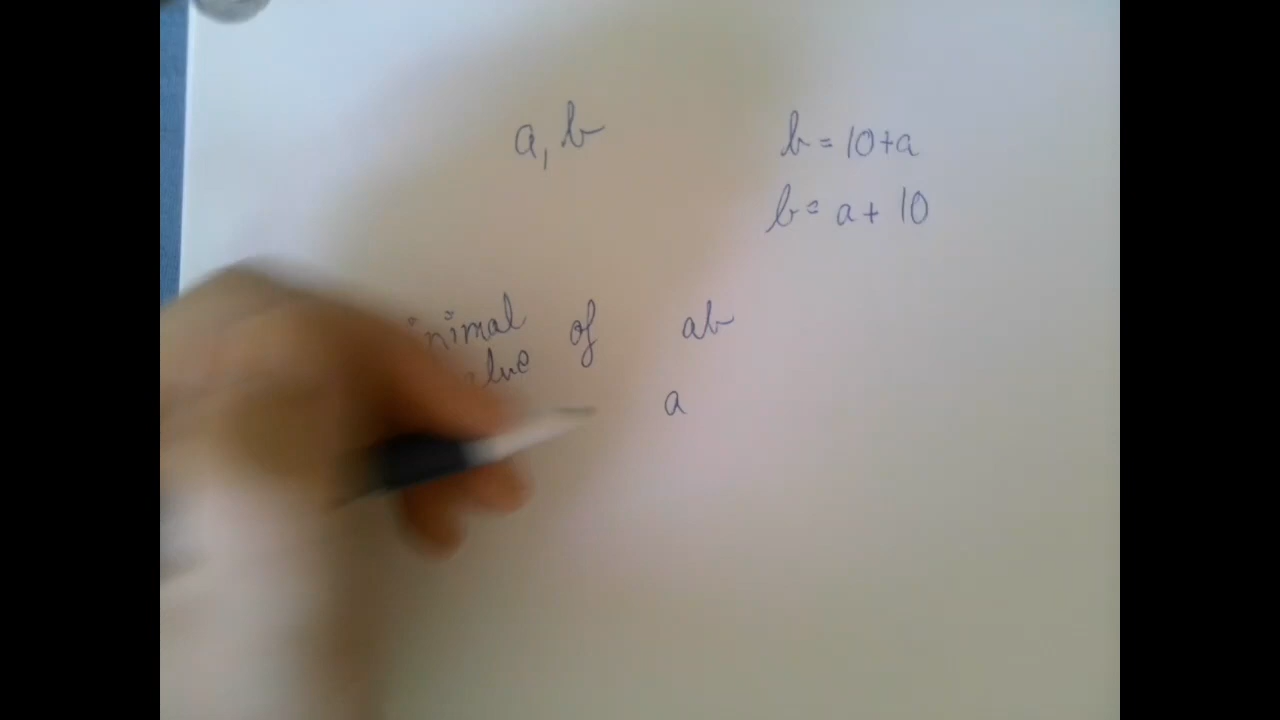 a, b
b = 10+a
b = a + 10
of ab
a